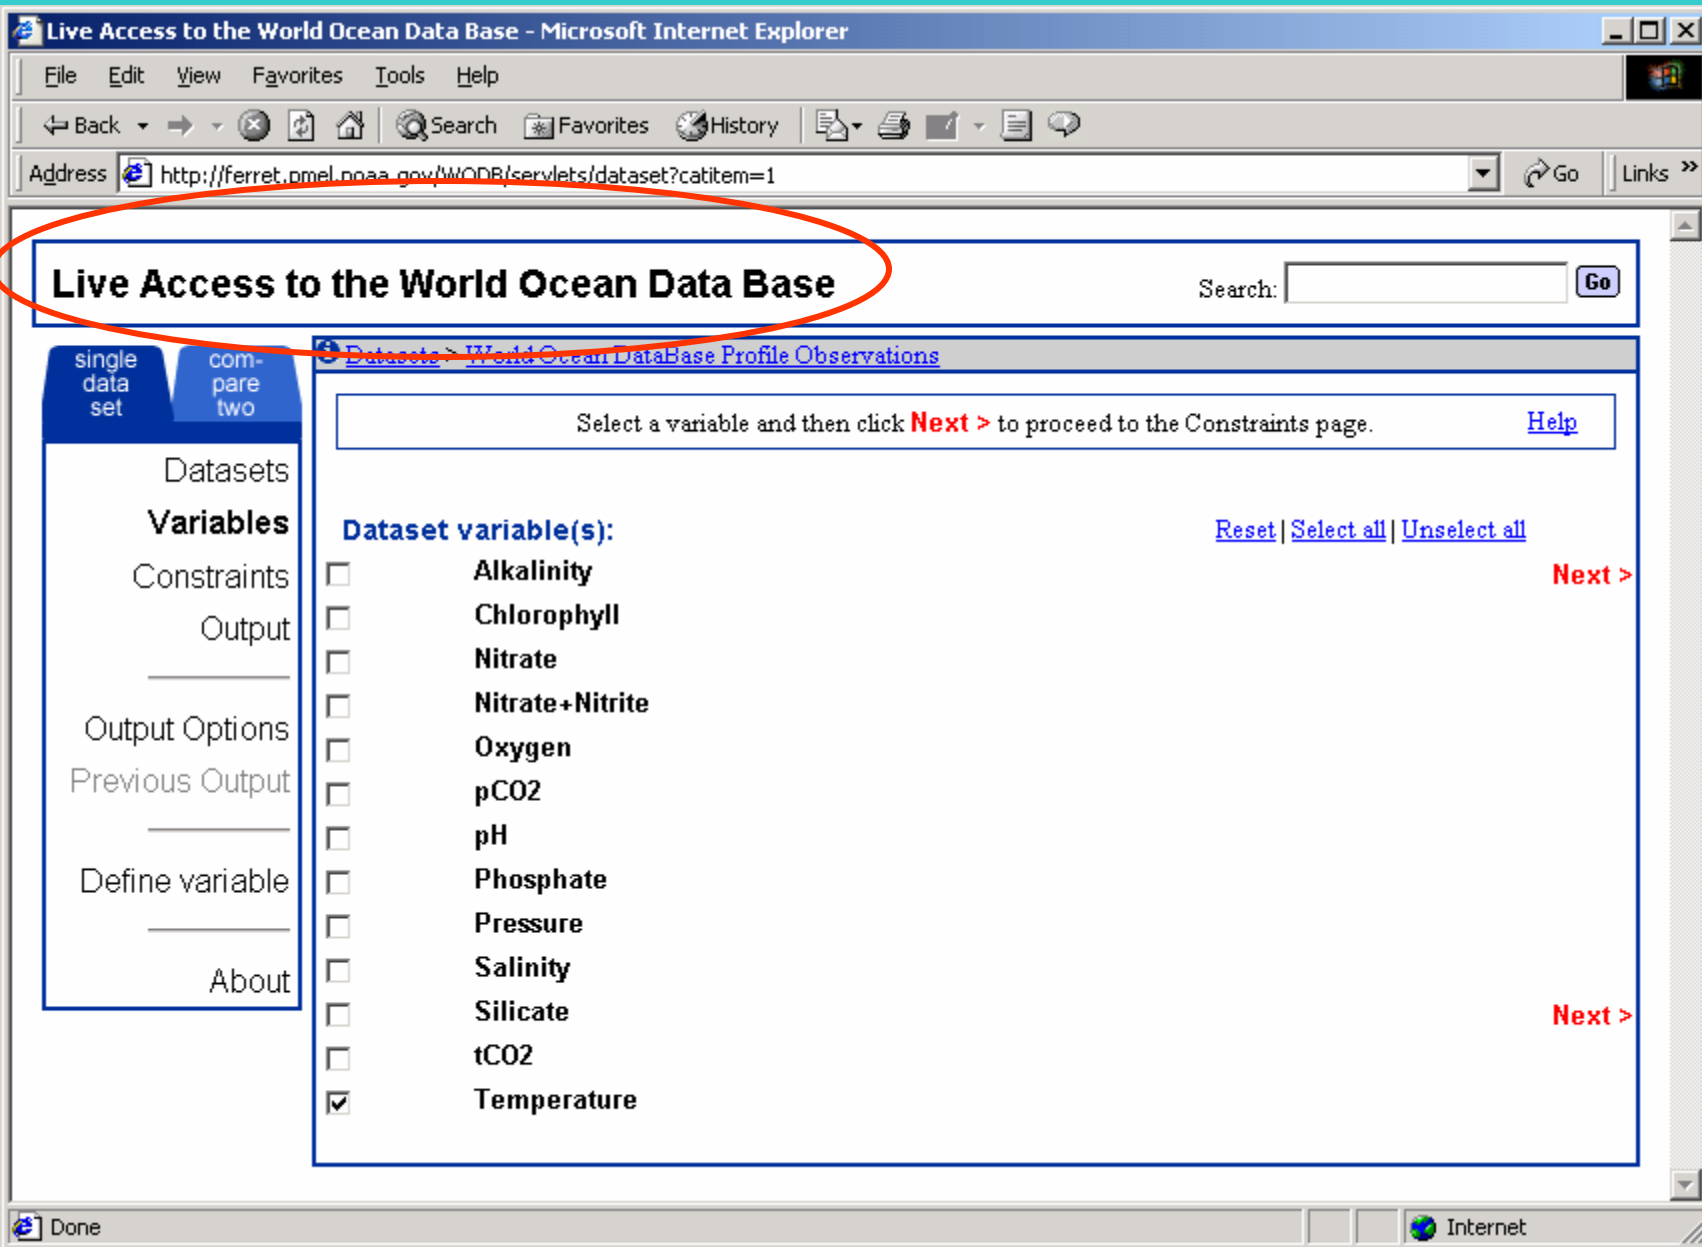 Live Access to the World Ocean Data Base - Microsoft Internet Explorer
File Edit View Favorites Tools Help
Back Search Favorites History
Address http://ferret.pmel.noaa.gov/WODB/servlets/dataset?catitem=1 Go Links »
Live Access to the World Ocean Data Base
Search: Go
single data set
com-pare two
Datasets > World Ocean DataBase Profile Observations
Select a variable and then click Next > to proceed to the Constraints page. Help
Datasets
Variables
Constraints
Output
Output Options
Previous Output
Define variable
About
Dataset variable(s):
Reset | Select all | Unselect all
Alkalinity
Next >
Chlorophyll
Nitrate
Nitrate+Nitrite
Oxygen
pCO2
pH
Phosphate
Pressure
Salinity
Silicate
Next >
tCO2
Temperature
Done
Internet